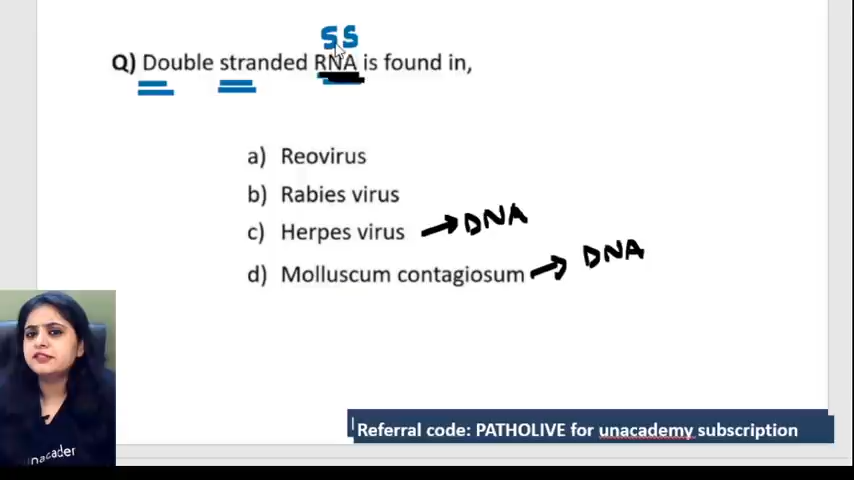 SS
Q) Double stranded RNA is found in,
a) Reovirus
b) Rabies virus
c) Herpes virus → DNA
d) Molluscum contagiosum → DNA
unacader
Referral code: PATHOLIVE for unacademy subscription